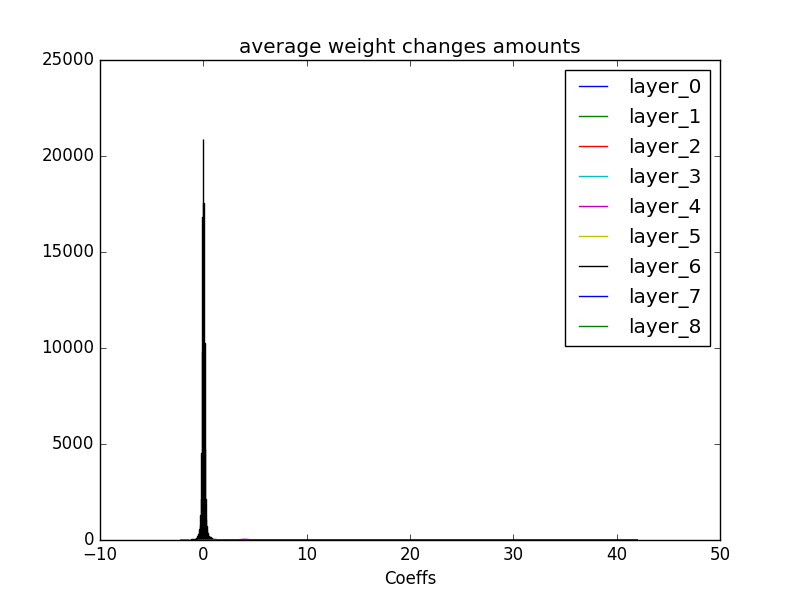 average weight changes amounts
25000
20000
15000
10000
5000
0
−10
0
10
20
30
40
50
Coeffs
layer_0
layer_1
layer_2
layer_3
layer_4
layer_5
layer_6
layer_7
layer_8